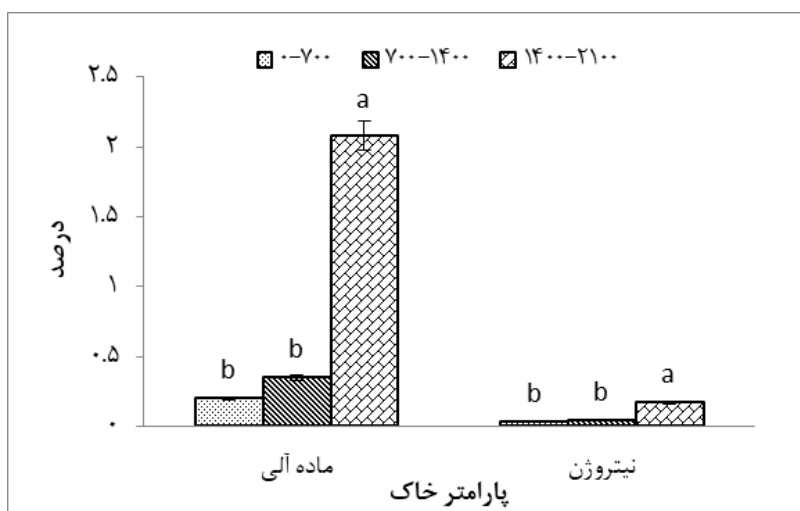 ۰-۷۰۰ ۷۰۰-۱۴۰۰ ۱۴۰۰-۲۱۰۰
۲.۵
۲
۱.۵
۱
۰.۵
۰
درصد
a
b b
b b a
ماده آلی نیتروژن
پارامتر خاک